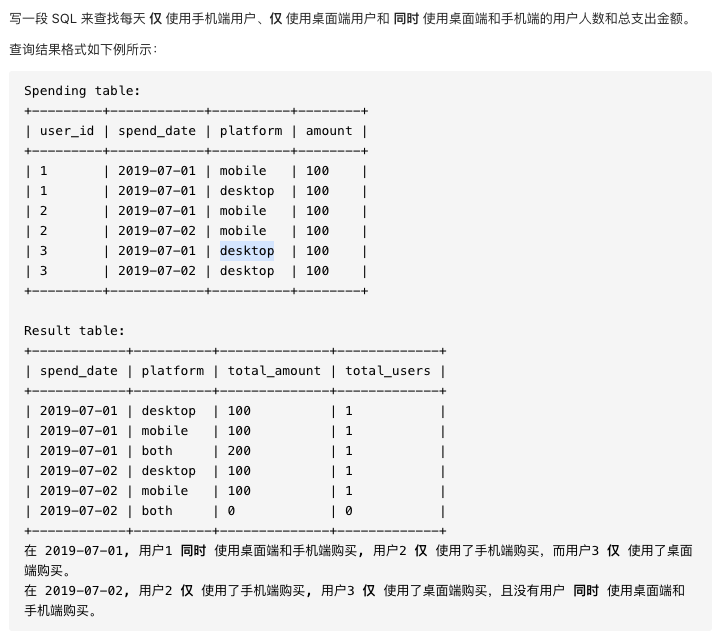 写一段 SQL 来查找每天 仅 使用手机端用户、仅 使用桌面端用户和 同时 使用桌面端和手机端的用户人数和总支出金额。
查询结果格式如下例所示：
Spending table:
+---------+------------+----------+--------+
| user_id | spend_date | platform | amount |
+---------+------------+----------+--------+
| 1       | 2019-07-01 | mobile   | 100    |
| 1       | 2019-07-01 | desktop  | 100    |
| 2       | 2019-07-01 | mobile   | 100    |
| 2       | 2019-07-02 | mobile   | 100    |
| 3       | 2019-07-01 | desktop  | 100    |
| 3       | 2019-07-02 | desktop  | 100    |
+---------+------------+----------+--------+
Result table:
+------------+----------+--------------+-------------+
| spend_date | platform | total_amount | total_users |
+------------+----------+--------------+-------------+
| 2019-07-01 | desktop  | 100          | 1           |
| 2019-07-01 | mobile   | 100          | 1           |
| 2019-07-01 | both     | 200          | 1           |
| 2019-07-02 | desktop  | 100          | 1           |
| 2019-07-02 | mobile   | 100          | 1           |
| 2019-07-02 | both     | 0            | 0           |
+------------+----------+--------------+-------------+
在 2019-07-01, 用户1 同时 使用桌面端和手机端购买, 用户2 仅 使用了手机端购买，而用户3 仅 使用了桌面
端购买。
在 2019-07-02, 用户2 仅 使用了手机端购买, 用户3 仅 使用了桌面端购买，且没有用户 同时 使用桌面端和
手机端购买。